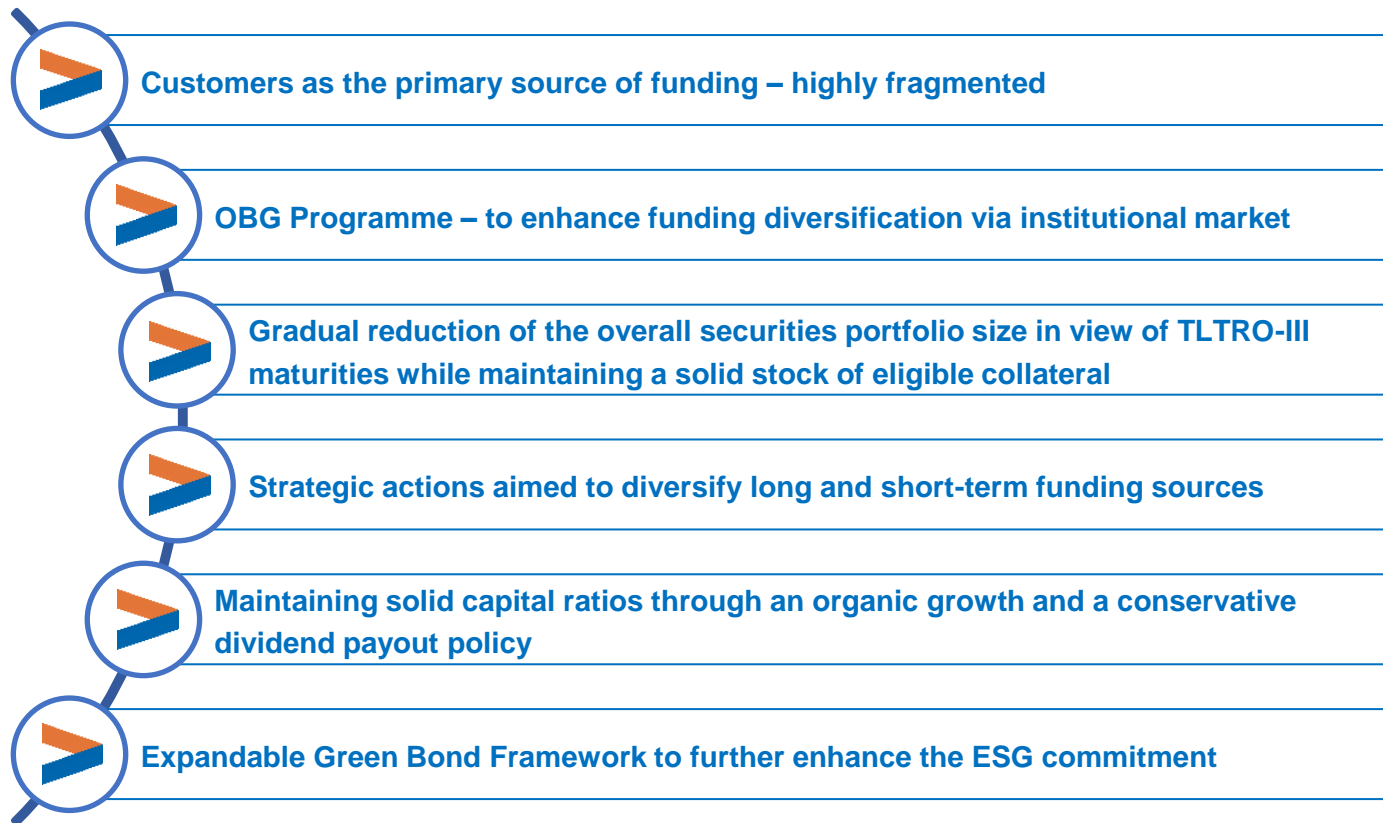 Customers as the primary source of funding – highly fragmented
OBG Programme – to enhance funding diversification via institutional market
Gradual reduction of the overall securities portfolio size in view of TLTRO-III
maturities while maintaining a solid stock of eligible collateral
Strategic actions aimed to diversify long and short-term funding sources
Maintaining solid capital ratios through an organic growth and a conservative
dividend payout policy
Expandable Green Bond Framework to further enhance the ESG commitment